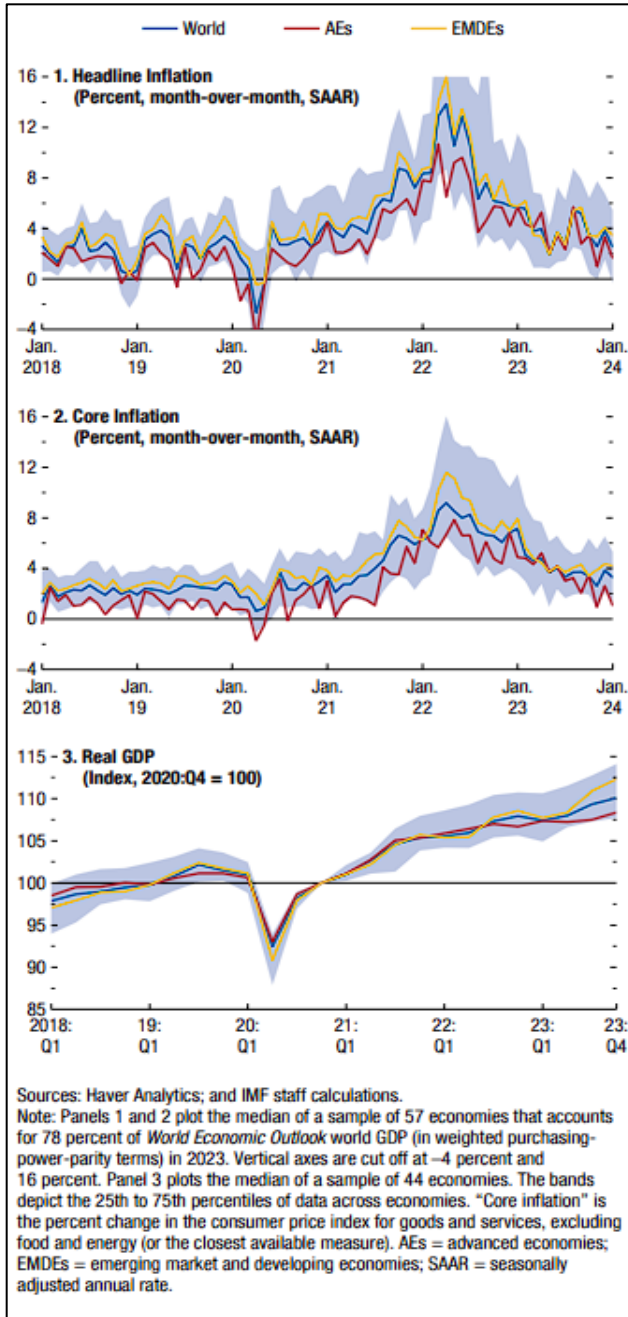 World AEs EMDEs
16 - 1. Headline Inflation
(Percent, month-over-month, SAAR)
12 -
8 -
4 -
0
–4
Jan. Jan. Jan. Jan. Jan. Jan. Jan.
2018 19 20 21 22 23 24
16 - 2. Core Inflation
(Percent, month-over-month, SAAR)
12 -
8 -
4 -
0
–4
Jan. Jan. Jan. Jan. Jan. Jan. Jan.
2018 19 20 21 22 23 24
115 - 3. Real GDP
(Index, 2020:Q4 = 100)
110 -
105 -
100
95 -
90 -
85
2018: 19: 20: 21: 22: 23: 23:
Q1 Q1 Q1 Q1 Q1 Q1 Q4
Sources: Haver Analytics; and IMF staff calculations.
Note: Panels 1 and 2 plot the median of a sample of 57 economies that accounts
for 78 percent of World Economic Outlook world GDP (in weighted purchasing-
power-parity terms) in 2023. Vertical axes are cut off at –4 percent and
16 percent. Panel 3 plots the median of a sample of 44 economies. The bands
depict the 25th to 75th percentiles of data across economies. “Core inflation” is
the percent change in the consumer price index for goods and services, excluding
food and energy (or the closest available measure). AEs = advanced economies;
EMDEs = emerging market and developing economies; SAAR = seasonally
adjusted annual rate.